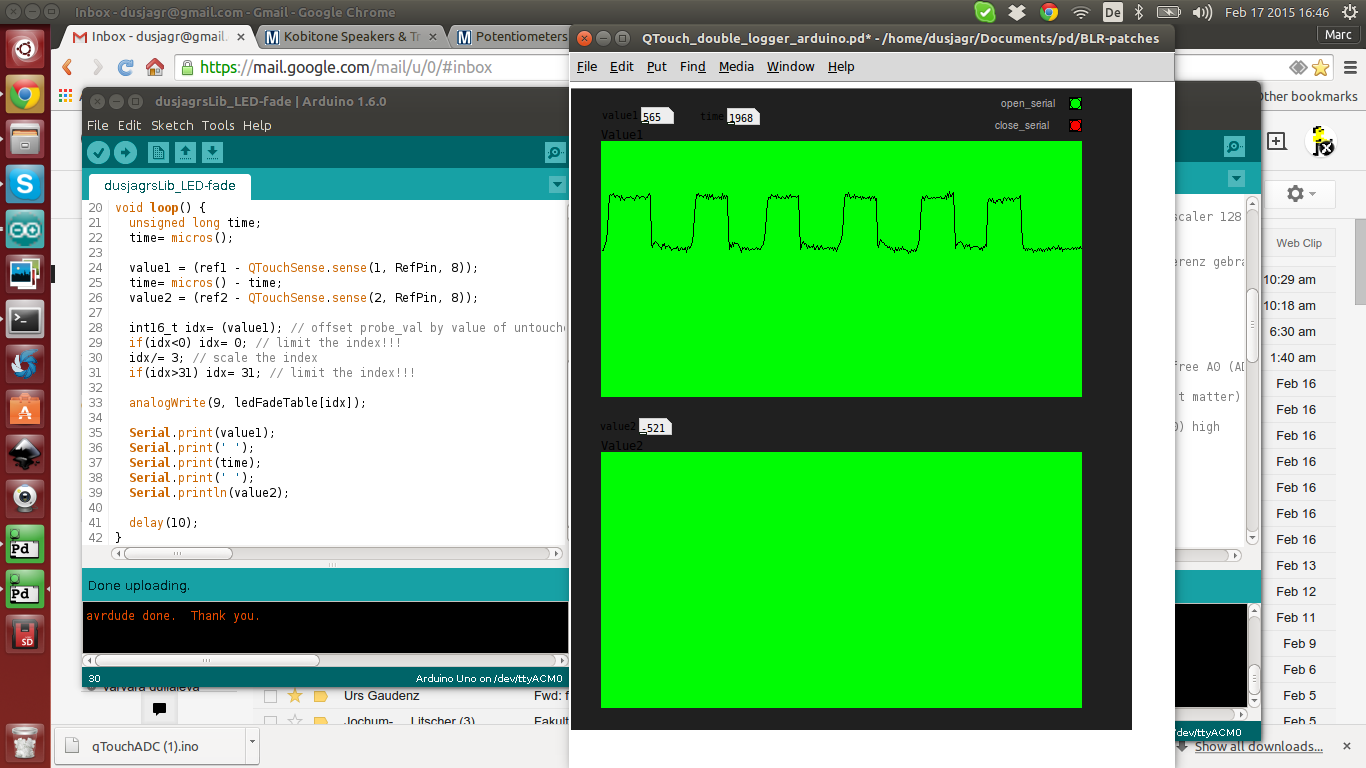 Inbox - dusjagr@gmail.com - Gmail - Google Chrome
De
Feb 17 2015 16:46
Inbox - dusjagr@gmail.
Kobitone Speakers & Tr
Potentiometers
Marc
https://mail.google.com/mail/u/0/#inbox
Other bookmarks
QTouch_double_logger_arduino.pd* - /home/dusjagr/Documents/pd/BLR-patches
File Edit Put Find Media Window Help
value1 565
time 1968
open_serial
close_serial
Value1
value2 -521
Value2
dusjagrsLib_LED-fade | Arduino 1.6.0
File Edit Sketch Tools Help
dusjagrsLib_LED-fade
20 void loop() {
21 unsigned long time;
22 time= micros();
23
24 value1 = (ref1 - QTouchSense.sense(1, RefPin, 8));
25 time= micros() - time;
26 value2 = (ref2 - QTouchSense.sense(2, RefPin, 8));
27
28 int16_t idx= (value1); // offset probe_val by value of untouche
29 if(idx<0) idx= 0; // limit the index!!!
30 idx/= 3; // scale the index
31 if(idx>31) idx= 31; // limit the index!!!
32
33 analogWrite(9, ledFadeTable[idx]);
34
35 Serial.print(value1);
36 Serial.print(' ');
37 Serial.print(time);
38 Serial.print(' ');
39 Serial.println(value2);
40
41 delay(10);
42 }
Done uploading.
avrdude done.  Thank you.
30
Arduino Uno on /dev/ttyACM0
scaler 128
erenz gebra
free AO (AD
t matter)
0) high
/dev/ttyACM0
Web Clip
10:29 am
10:18 am
6:30 am
1:40 am
Feb 16
Feb 16
Feb 16
Feb 16
Feb 16
Feb 16
Feb 16
Feb 13
Feb 12
Feb 11
Feb 9
Feb 6
Feb 5
Feb 5
Urs Gaudenz
Fwd: f
Jochum-... Litscher (3)
Fakult
Pd
Pd
SD
qTouchADC (1).ino
Show all downloads...